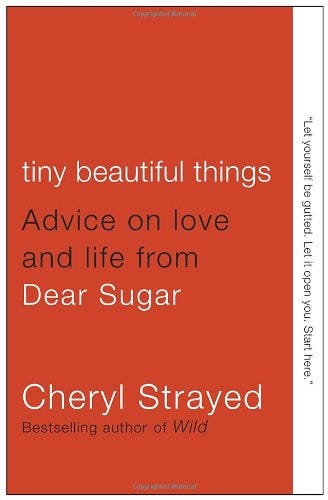 tiny beautiful things
Advice on love
and life from
Dear Sugar
Cheryl Strayed
Bestselling author of Wild
"Let yourself be gutted. Let it open you. Start here."